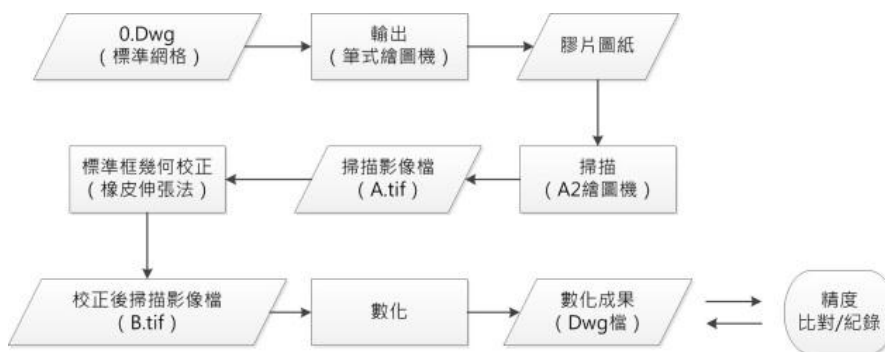 0.Dwg
（標準網格）
輸出
（筆式繪圖機）
膠片圖紙
標準框幾何校正
（橡皮伸張法）
掃描影像檔
（A.tif）
掃描
（A2繪圖機）
校正後掃描影像檔
（B.tif）
數化
數化成果
（Dwg檔）
精度
比對/紀錄